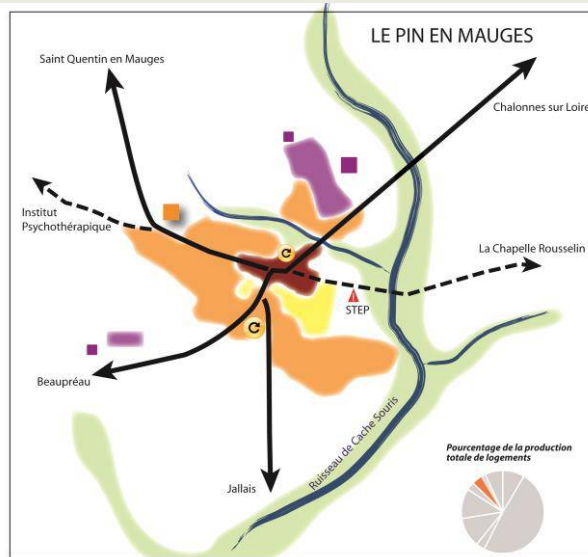 LE PIN EN MAUGES
Saint Quentin en Mauges
Chalonnes sur Loire
Institut
Psychothérapique
La Chapelle Rousselin
STEP
Beaupréau
Ruisseau de Cache Souris
Jallais
Pourcentage de la production
totale de logements